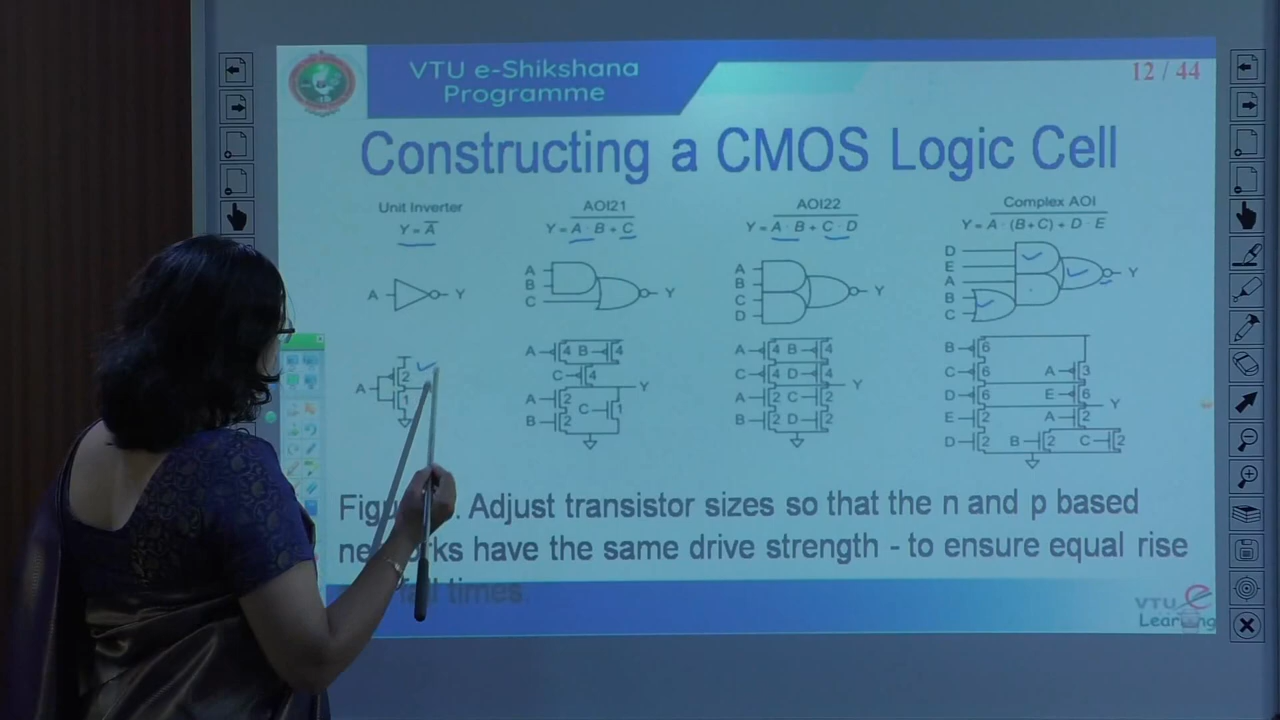 VTU e-Shikshana
Programme
12 / 44
Constructing a CMOS Logic Cell
Unit Inverter AOI21 AOI22 Complex AOI
Y = A Y = A · B + C Y = A · B + C · D Y = A · (B+C) + D · E
A Y
A
B
C
Y
A
B
C
D
Y
D
E
A
B
C
Y
A 2
1
A 4 B 4
C 4
Y
A 2 C 1
B 2
A 4 B 4
C 4 D 4
Y
A 2 C 2
B 2 D 2
B 6
C 6 A 3
D 6 E 6
Y
E 2 A 2
D 2 B 2 C 2
Adjust transistor sizes so that the n and p based
have the same drive strength - to ensure equal rise
fall times.
VTU e
Learning